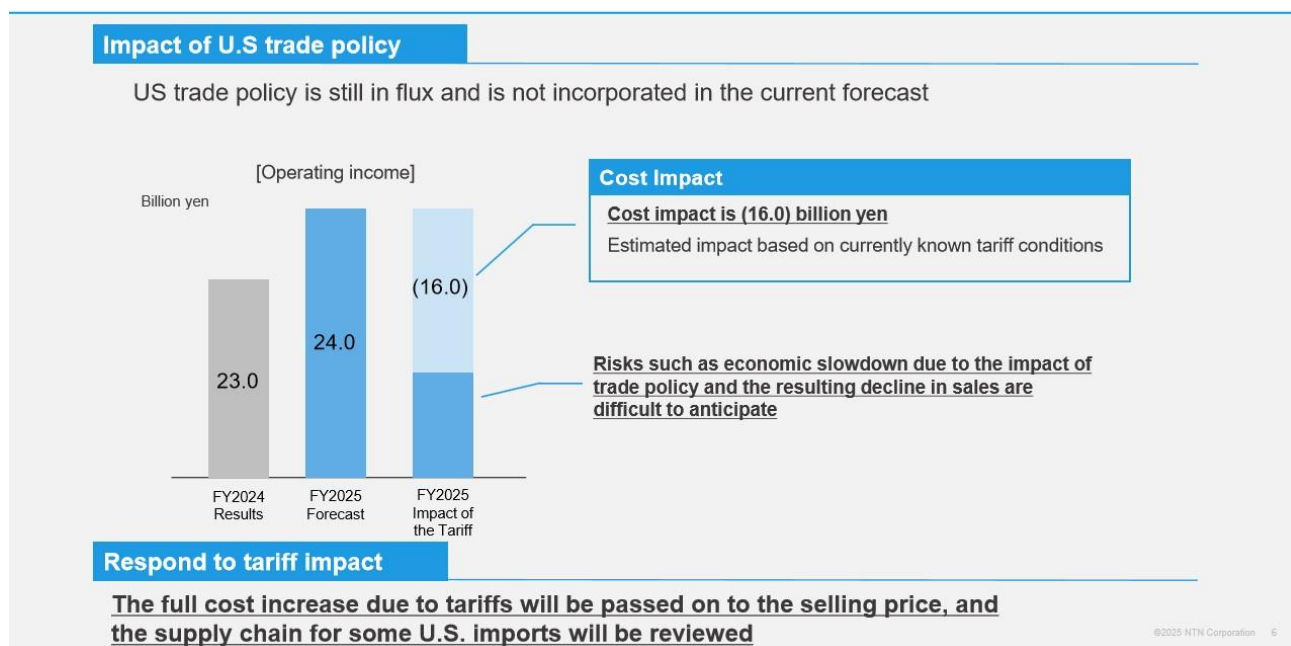 Impact of U.S trade policy
US trade policy is still in flux and is not incorporated in the current forecast
[Operating income]
Billion yen
23.0
24.0
(16.0)
FY2024
Results
FY2025
Forecast
FY2025
Impact of
the Tariff
Cost Impact
Cost impact is (16.0) billion yen
Estimated impact based on currently known tariff conditions
Risks such as economic slowdown due to the impact of
trade policy and the resulting decline in sales are
difficult to anticipate
Respond to tariff impact
The full cost increase due to tariffs will be passed on to the selling price, and
the supply chain for some U.S. imports will be reviewed
©2025 NTN Corporation 6